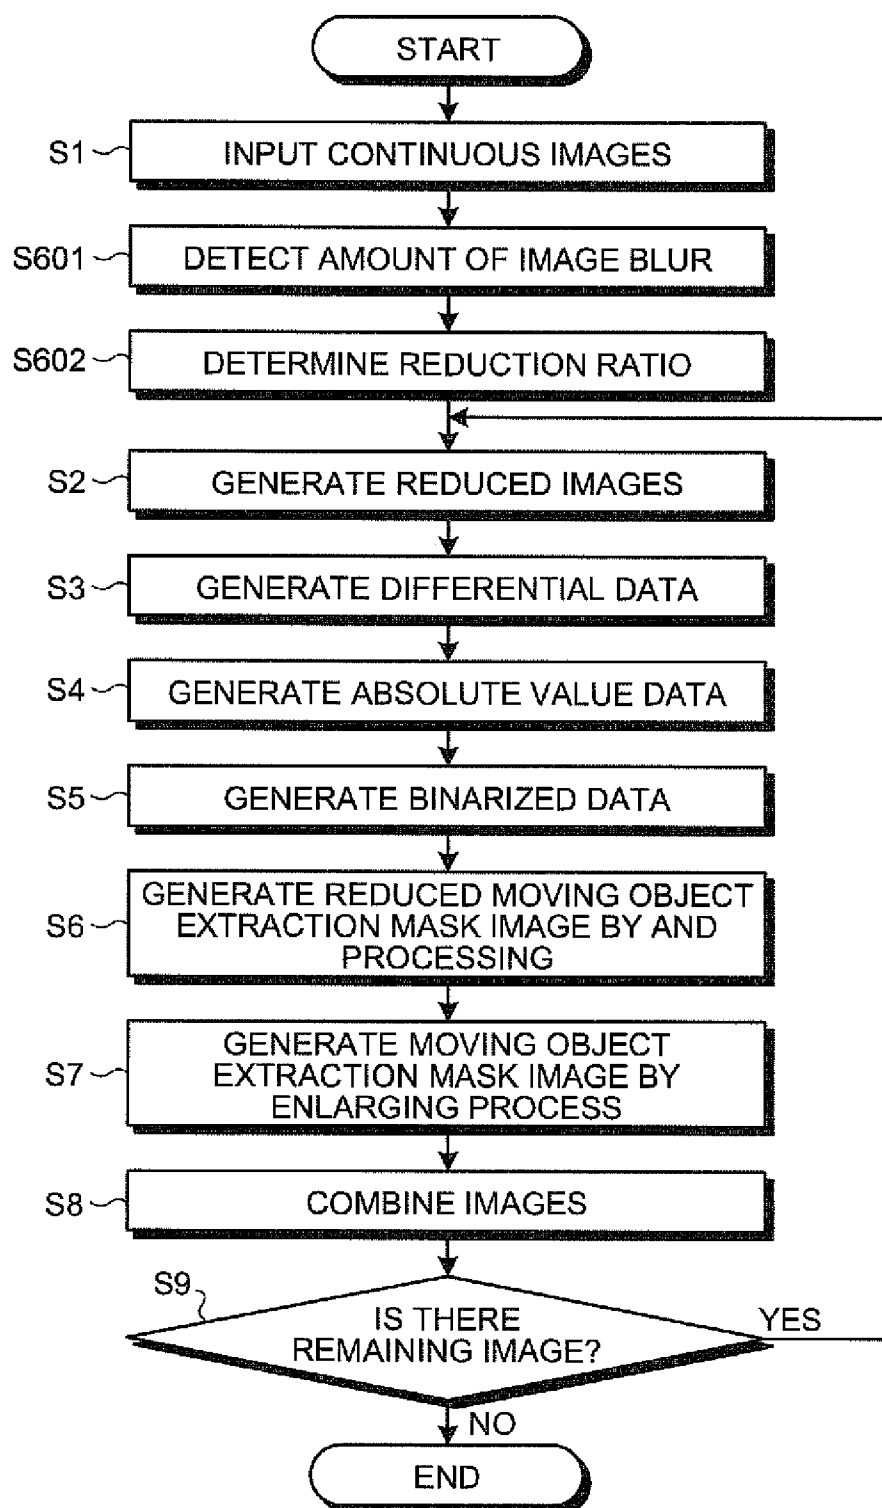 START
S1
INPUT CONTINUOUS IMAGES
S601
DETECT AMOUNT OF IMAGE BLUR
S602
DETERMINE REDUCTION RATIO
S2
GENERATE REDUCED IMAGES
S3
GENERATE DIFFERENTIAL DATA
S4
GENERATE ABSOLUTE VALUE DATA
S5
GENERATE BINARIZED DATA
S6
GENERATE REDUCED MOVING OBJECT
EXTRACTION MASK IMAGE BY AND
PROCESSING
S7
GENERATE MOVING OBJECT
EXTRACTION MASK IMAGE BY
ENLARGING PROCESS
S8
COMBINE IMAGES
S9
IS THERE
REMAINING IMAGE?
YES
NO
END